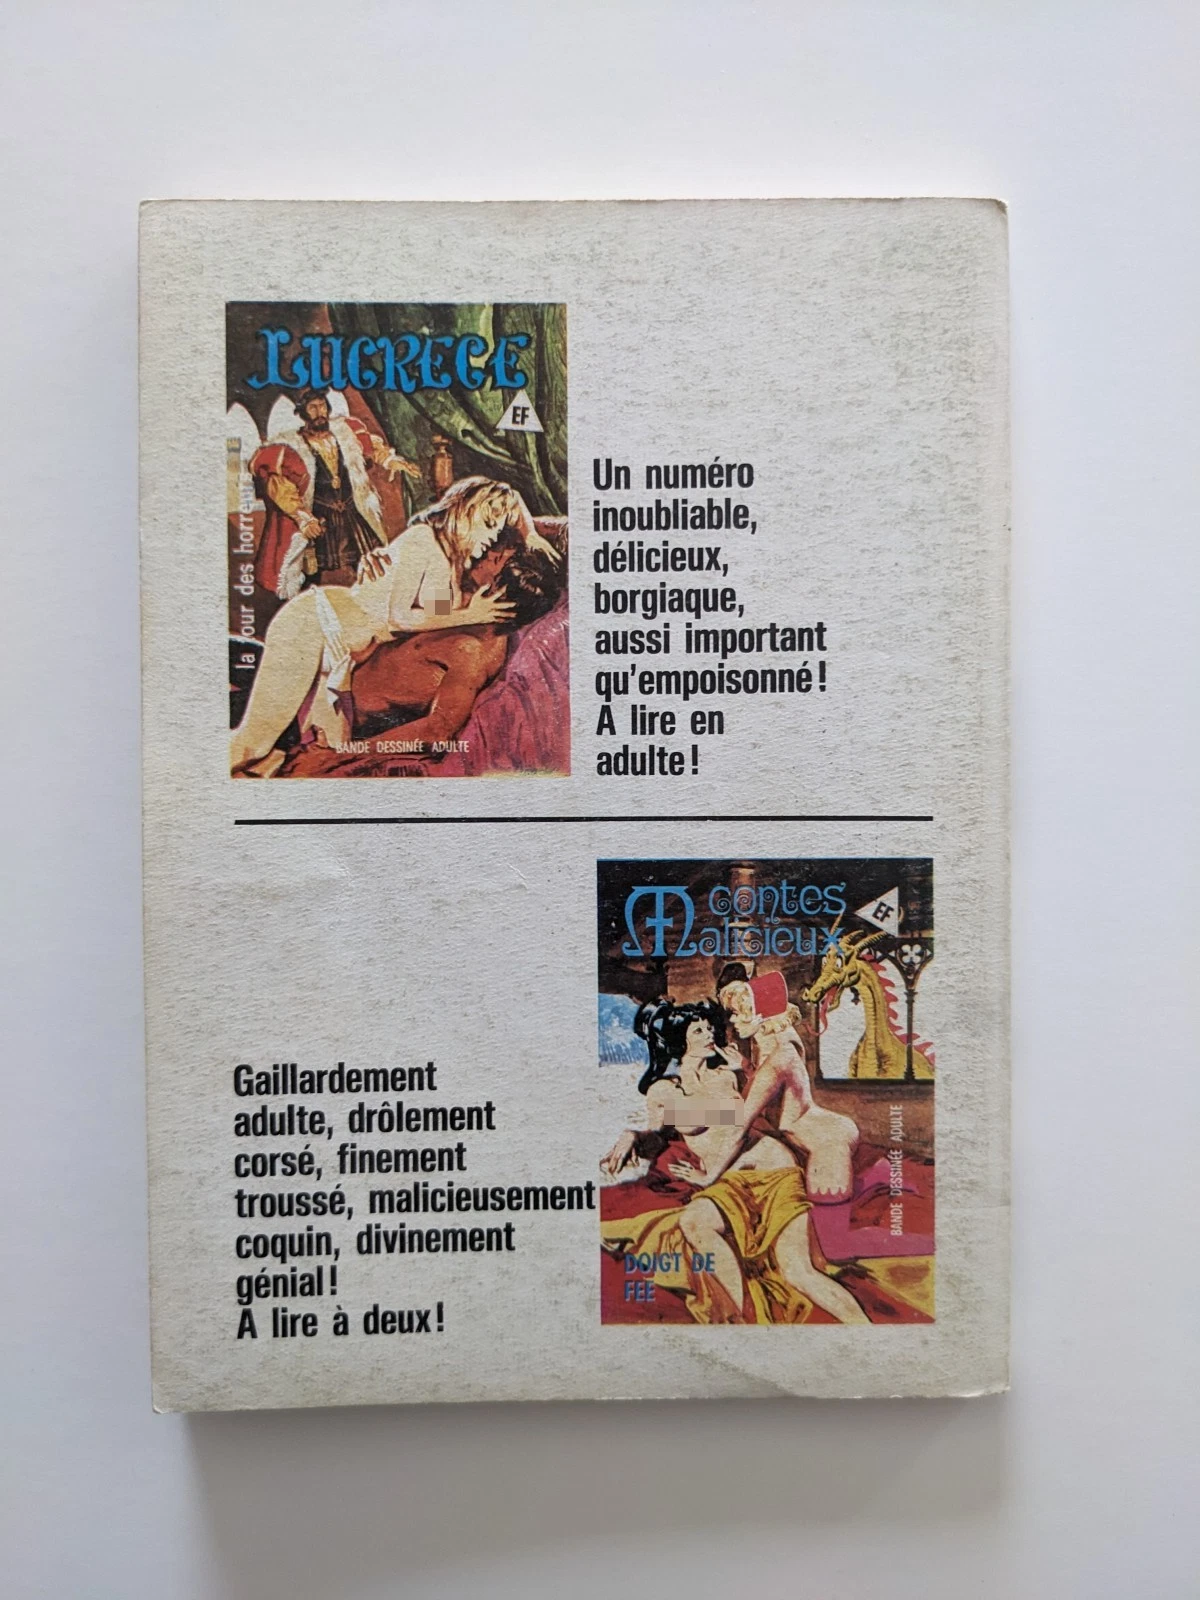 LUCRECE
EF
la tour des horreurs
BANDE DESSINÉE ADULTE
Un numéro
inoubliable,
délicieux,
borgiaque,
aussi important
qu'empoisonné!
A lire en
adulte!
contes
Malicieux
EF
BANDE DESSINÉE ADULTE
DOIGT DE
FEE
Gaillardement
adulte, drôlement
corsé, finement
troussé, malicieusement
coquin, divinement
génial!
A lire à deux!